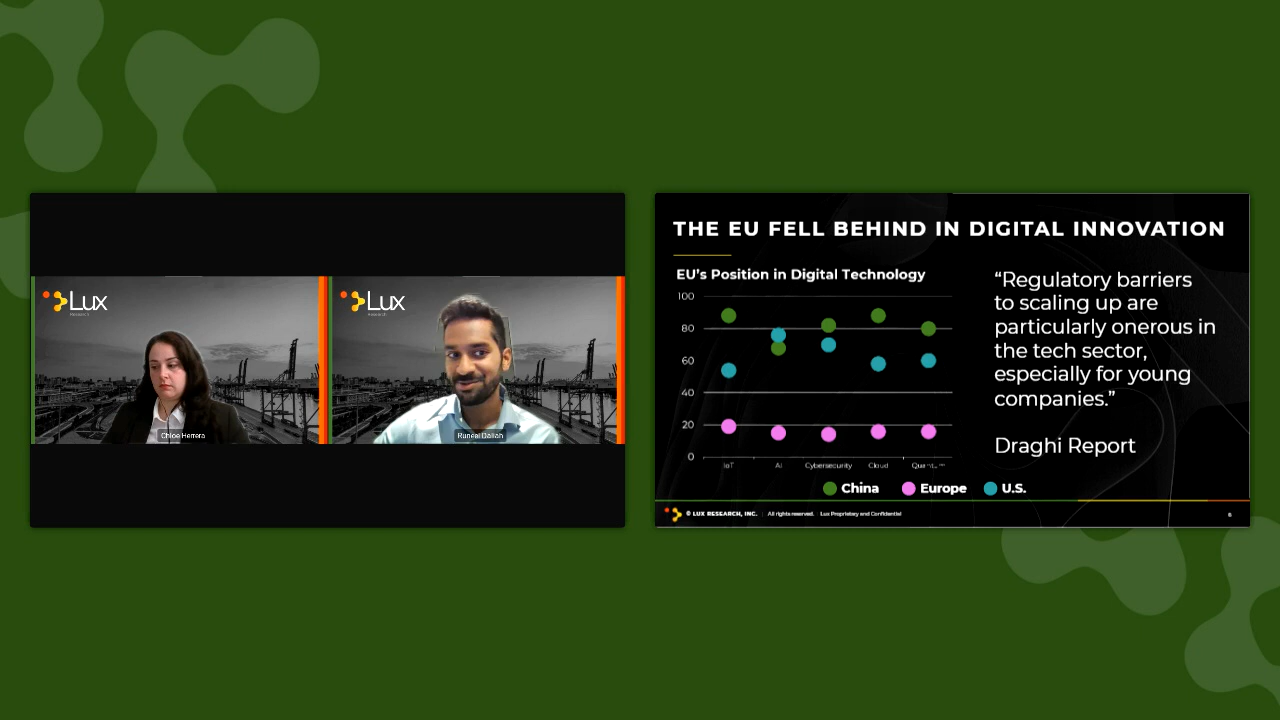 Lux
Research
Lux
Research
Chloe Herrera
Runeel Daliah
THE EU FELL BEHIND IN DIGITAL INNOVATION
EU's Position in Digital Technology
100
80
60
40
20
0
IoT
AI
Cybersecurity
Cloud
China
Europe
U.S.
“Regulatory barriers
to scaling up are
particularly onerous in
the tech sector,
especially for young
companies.”
Draghi Report
© LUX RESEARCH, INC. | All rights reserved. Lux Proprietary and Confidential
6